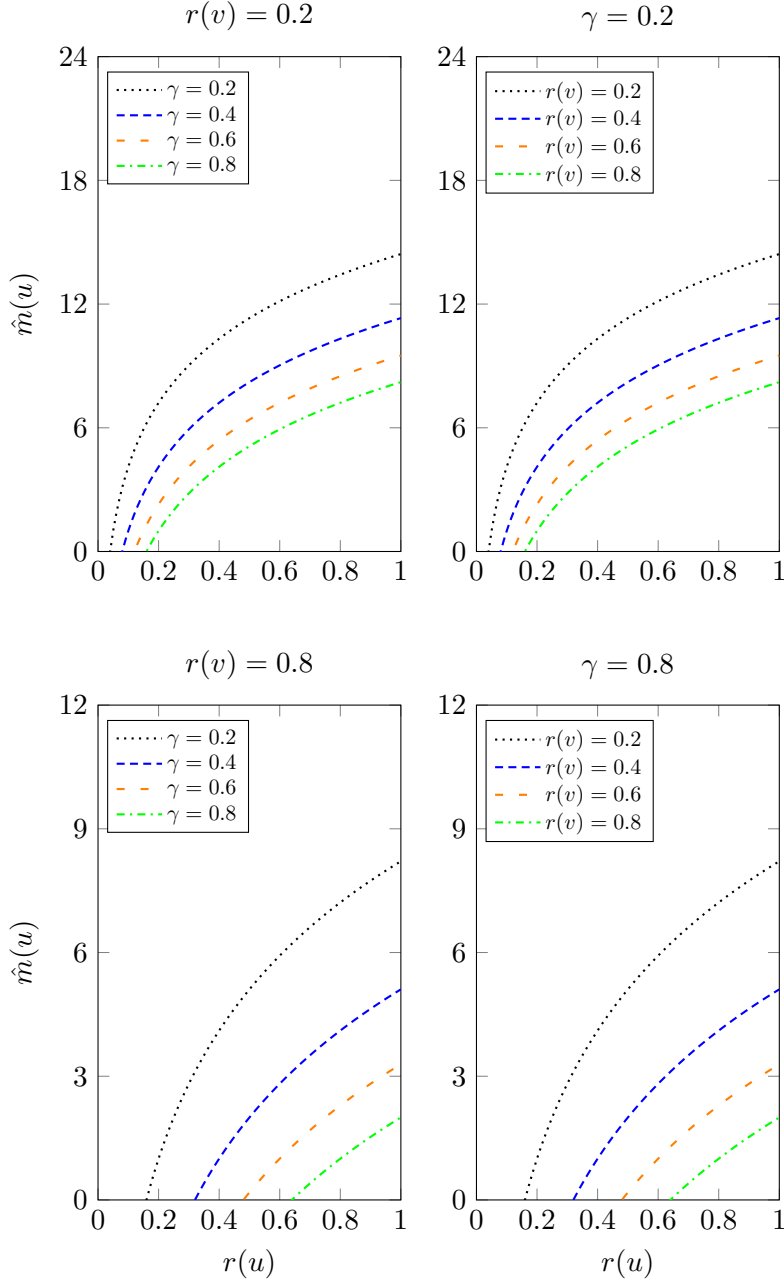 r(v) = 0.2
γ = 0.2
24
18
12
6
0
m̂(u)
γ = 0.2
γ = 0.4
γ = 0.6
γ = 0.8
0 0.2 0.4 0.6 0.8 1
24
18
12
6
0
r(v) = 0.2
r(v) = 0.4
r(v) = 0.6
r(v) = 0.8
0 0.2 0.4 0.6 0.8 1
r(v) = 0.8
γ = 0.8
12
9
6
3
0
m̂(u)
γ = 0.2
γ = 0.4
γ = 0.6
γ = 0.8
0 0.2 0.4 0.6 0.8 1
r(u)
12
9
6
3
0
r(v) = 0.2
r(v) = 0.4
r(v) = 0.6
r(v) = 0.8
0 0.2 0.4 0.6 0.8 1
r(u)